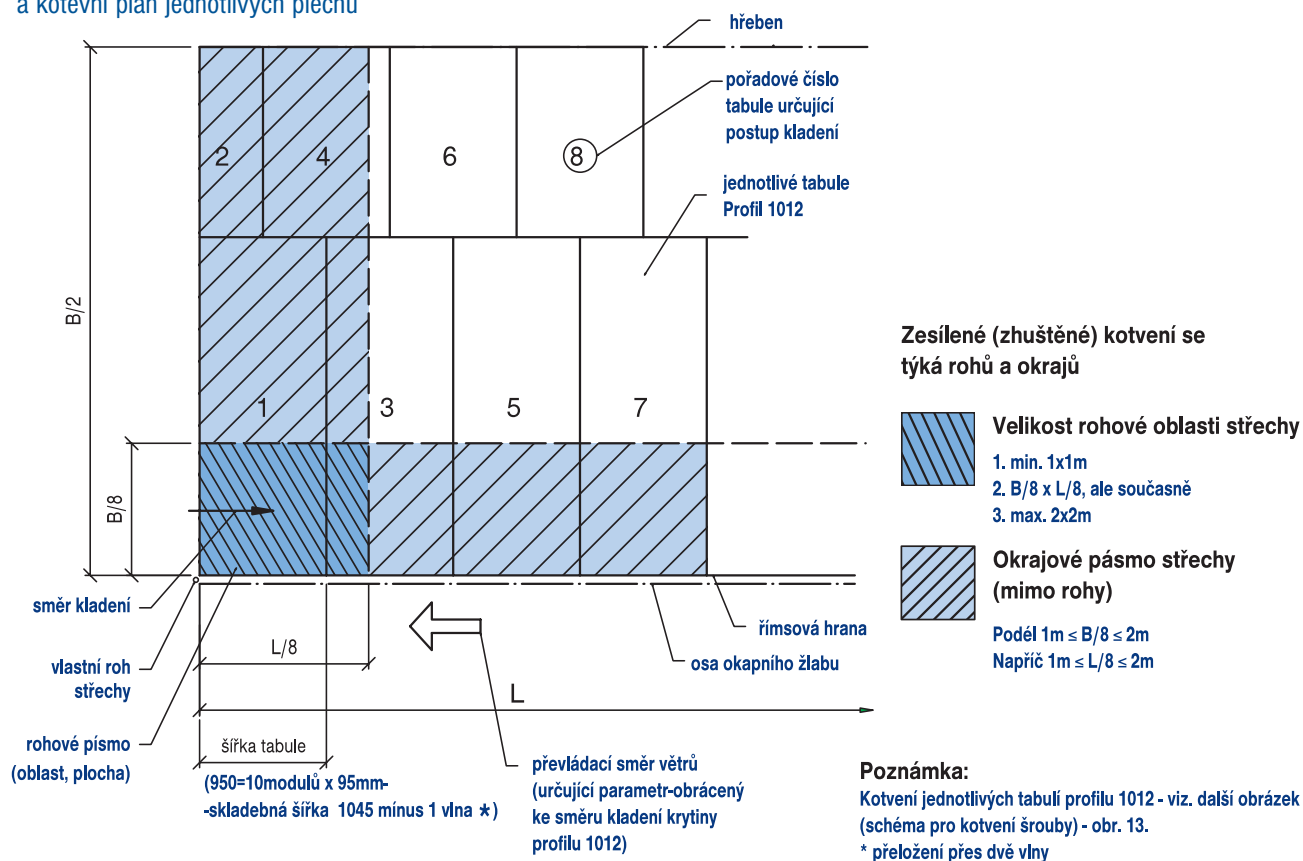 a kotevní plán jednotlivých plechů
hřeben
pořadové číslo
tabule určující
postup kladení
2
4
6
8
jednotlivé tabule
Profil 1012
B/2
1
3
5
7
B/8
Zesílené (zhuštěné) kotvení se
týká rohů a okrajů
Velikost rohové oblasti střechy
1. min. 1x1m
2. B/8 x L/8, ale současně
3. max. 2x2m
Okrajové pásmo střechy
(mimo rohy)
Podél 1m ≤ B/8 ≤ 2m
Napříč 1m ≤ L/8 ≤ 2m
směr kladení
vlastní roh
střechy
rohové písmo
(oblast, plocha)
L/8
římsová hrana
osa okapního žlabu
L
šířka tabule
(950=10modulů x 95mm-
-skladebná šířka 1045 mínus 1 vlna *)
převládací směr větrů
(určující parametr-obrácený
ke směru kladení krytiny
profilu 1012)
Poznámka:
Kotvení jednotlivých tabulí profilu 1012 - viz. další obrázek
(schéma pro kotvení šrouby) - obr. 13.
* přeložení přes dvě vlny